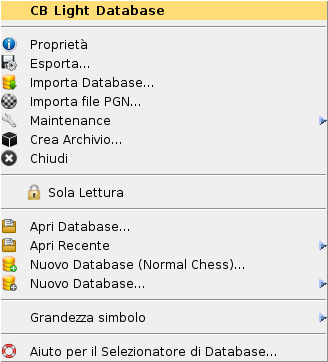 CB Light Database
Proprietà
Esporta...
Importa Database...
Importa file PGN...
Maintenance
Crea Archivio...
Chiudi
Sola Lettura
Apri Database...
Apri Recente
Nuovo Database (Normal Chess)...
Nuovo Database...
Grandezza simbolo
Aiuto per il Selezionatore di Database...